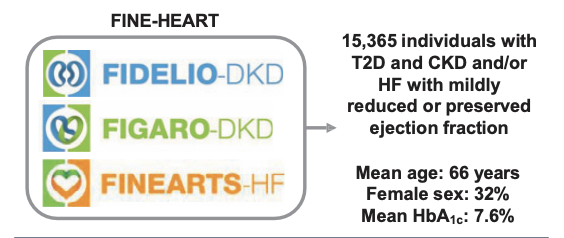 FINE-HEART
FIDELIO-DKD
FIGARO-DKD
FINEARTS-HF
15,365 individuals with
T2D and CKD and/or
HF with mildly
reduced or preserved
ejection fraction
Mean age: 66 years
Female sex: 32%
Mean HbA₁c: 7.6%